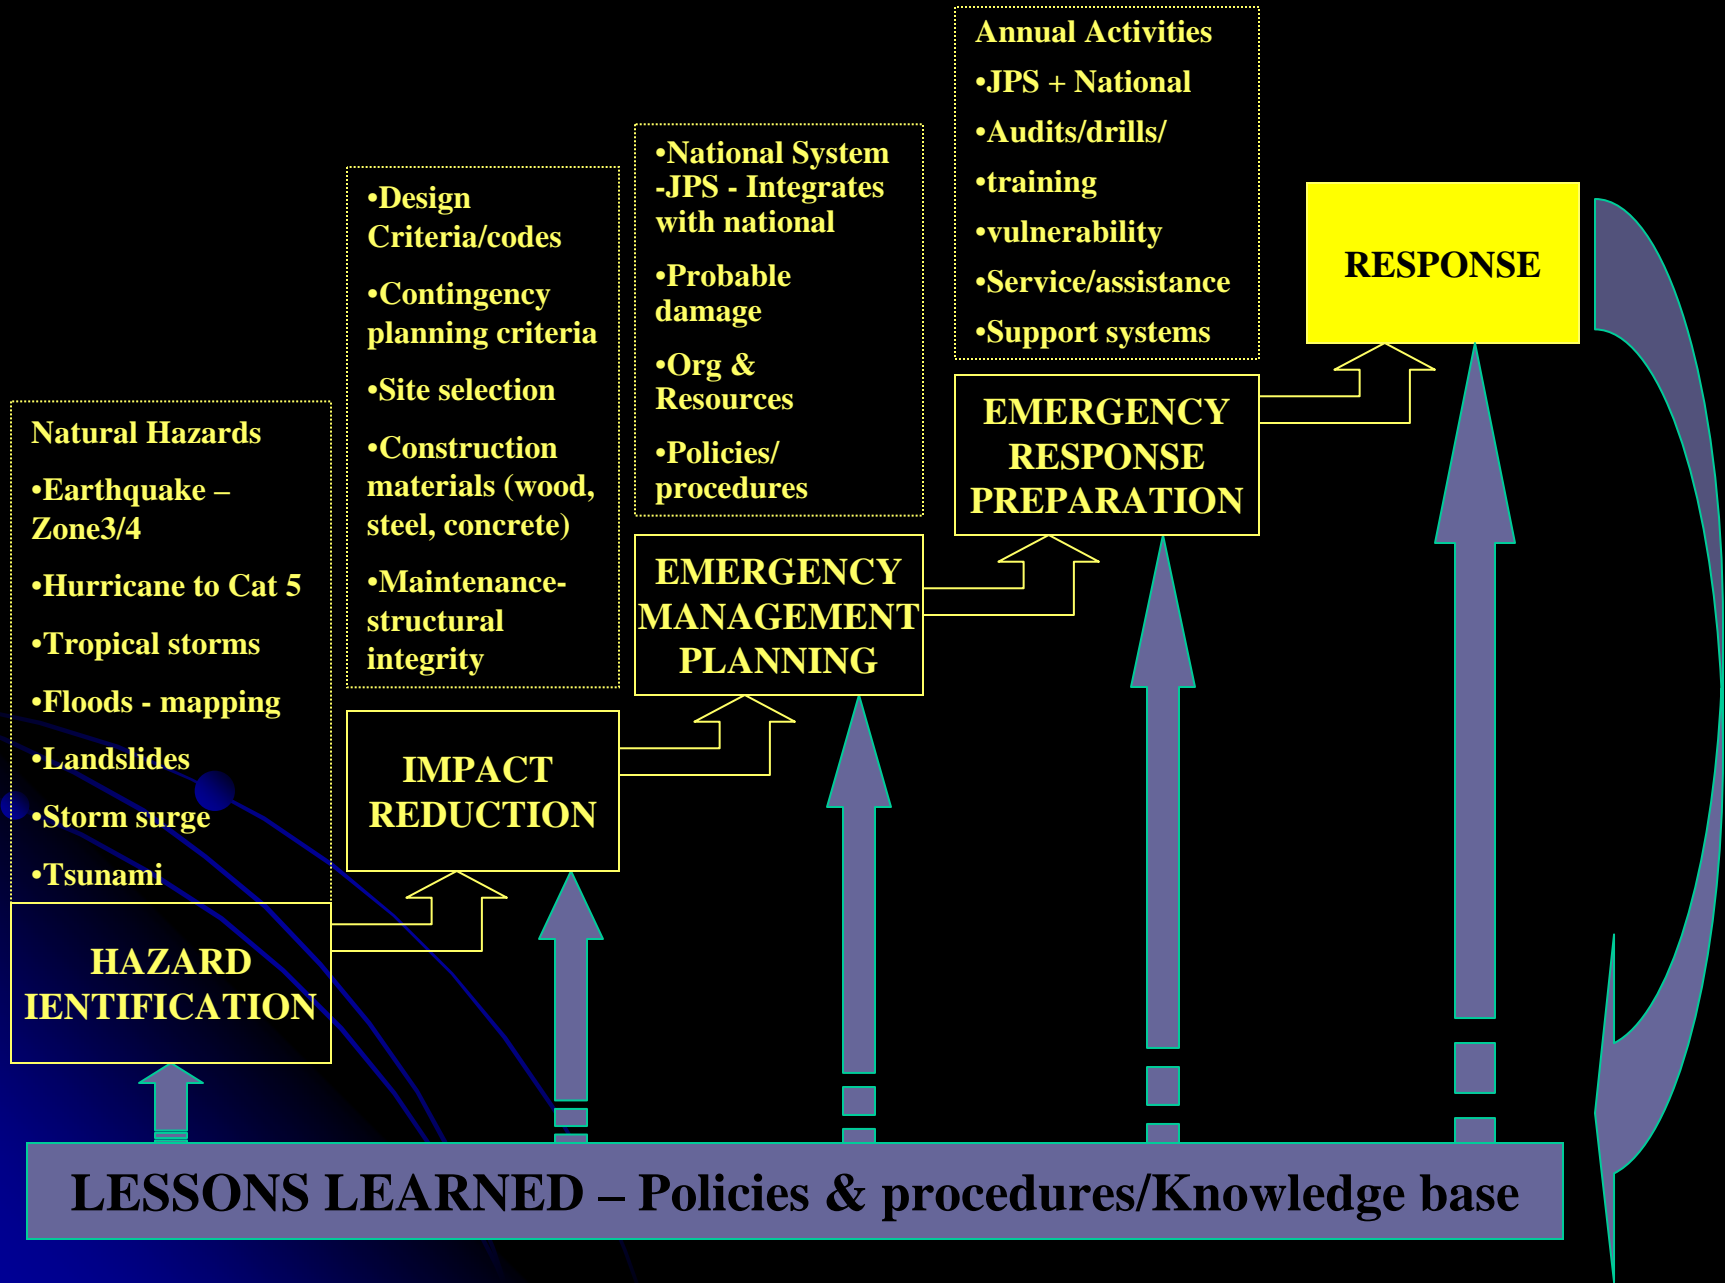 Natural Hazards
•Earthquake –
Zone3/4
•Hurricane to Cat 5
•Tropical storms
•Floods - mapping
•Landslides
•Storm surge
•Tsunami
HAZARD
IENTIFICATION
•Design
Criteria/codes
•Contingency
planning criteria
•Site selection
•Construction
materials (wood,
steel, concrete)
•Maintenance-
structural
integrity
IMPACT
REDUCTION
•National System
-JPS - Integrates
with national
•Probable
damage
•Org &
Resources
•Policies/
procedures
EMERGENCY
MANAGEMENT
PLANNING
Annual Activities
•JPS + National
•Audits/drills/
•training
•vulnerability
•Service/assistance
•Support systems
EMERGENCY
RESPONSE
PREPARATION
RESPONSE
LESSONS LEARNED – Policies & procedures/Knowledge base